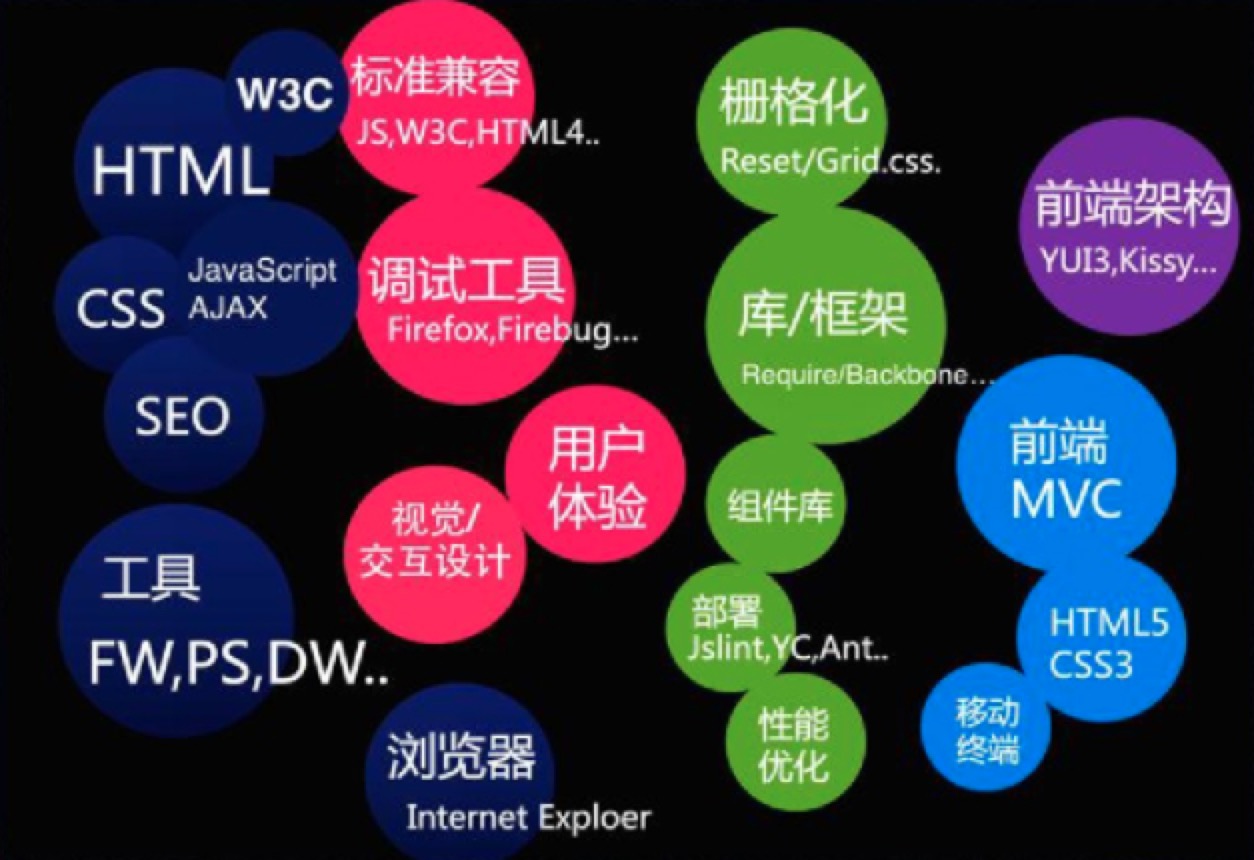 W3C
HTML
CSS
JavaScript
AJAX
SEO
工具
FW,PS,DW..
浏览器
Internet Exploer
标准兼容
JS,W3C,HTML4..
调试工具
Firefox,Firebug...
用户
体验
视觉/
交互设计
栅格化
Reset/Grid.css.
库/框架
Require/Backbone...
组件库
部署
Jslint,YC,Ant..
性能
优化
前端架构
YUI3,Kissy...
前端
MVC
HTML5
CSS3
移动
终端